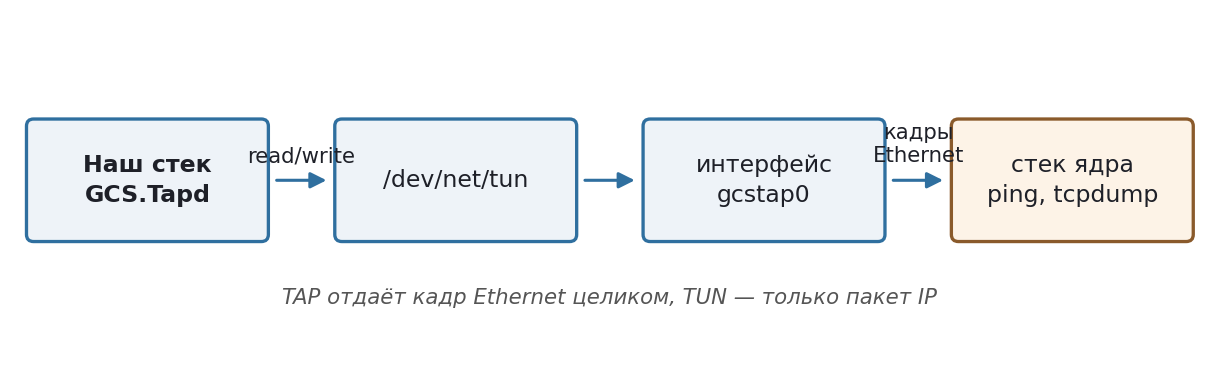 Наш стек
GCS.Tapd
read/write
/dev/net/tun
интерфейс
gcstap0
кадры
Ethernet
стек ядра
ping, tcpdump
TAP отдаёт кадр Ethernet целиком, TUN — только пакет IP